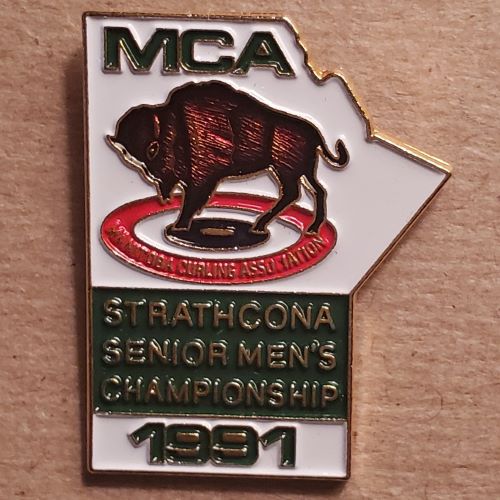 MCA
MANITOBA CURLING ASSOCIATION
STRATHCONA
SENIOR MEN'S
CHAMPIONSHIP
1991